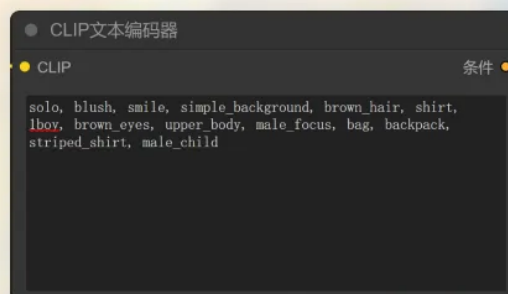 CLIP文本编码器
CLIP
条件
solo, blush, smile, simple_background, brown_hair, shirt,
1boy, brown_eyes, upper_body, male_focus, bag, backpack,
striped_shirt, male_child